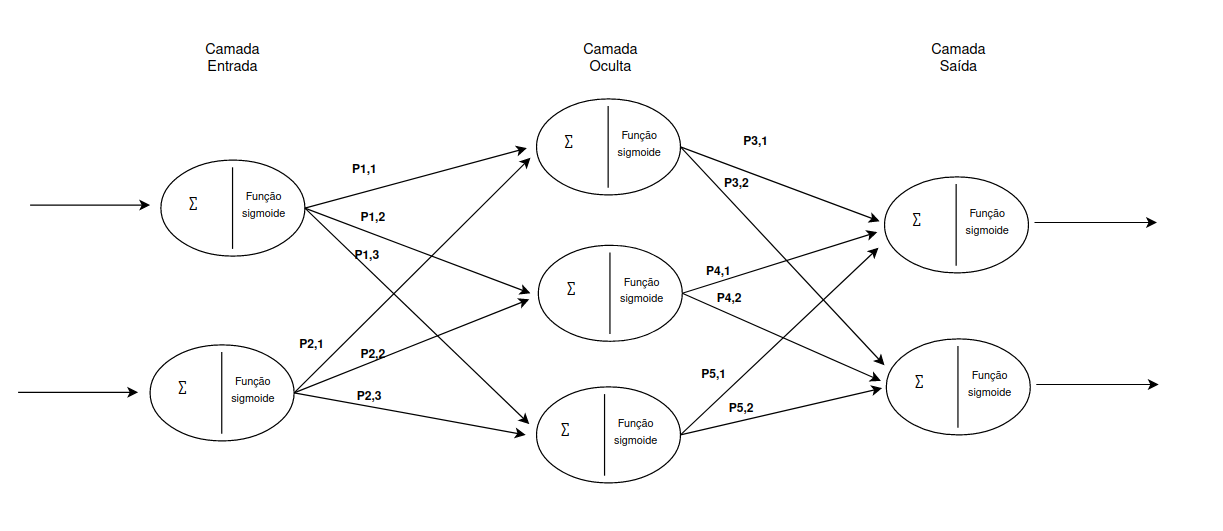 Camada
Entrada
Camada
Oculta
Camada
Saída
Σ
Função
sigmoide
Σ
Função
sigmoide
P1,1
P1,2
P1,3
P2,1
P2,2
P2,3
Σ
Função
sigmoide
Σ
Função
sigmoide
Σ
Função
sigmoide
P3,1
P3,2
P4,1
P4,2
P5,1
P5,2
Σ
Função
sigmoide
Σ
Função
sigmoide